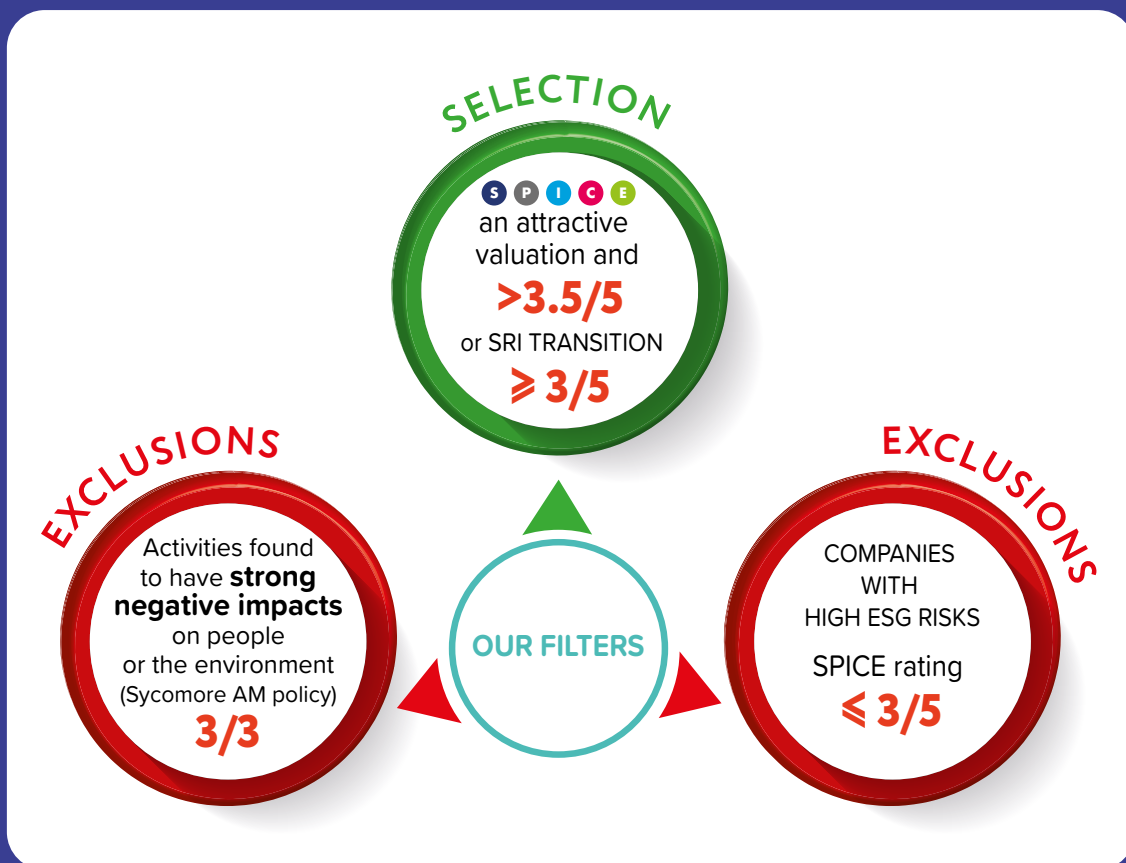 SELECTION
S P I C E
an attractive
valuation and
>3.5/5
or SRI TRANSITION
⩾ 3/5
EXCLUSIONS
Activities found
to have strong
negative impacts
on people
or the environment
(Sycomore AM policy)
3/3
OUR FILTERS
EXCLUSIONS
COMPANIES
WITH
HIGH ESG RISKS
SPICE rating
⩽ 3/5